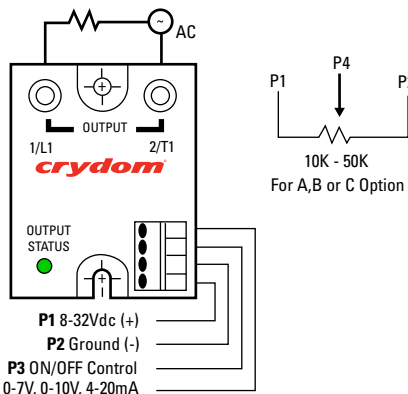 ~ AC
OUTPUT
1/L1 2/T1
crydom
OUTPUT
STATUS
P1 8-32Vdc (+)
P2 Ground (-)
P3 ON/OFF Control
0-7V, 0-10V, 4-20mA
P1 P4
10K - 50K
For A,B or C Option